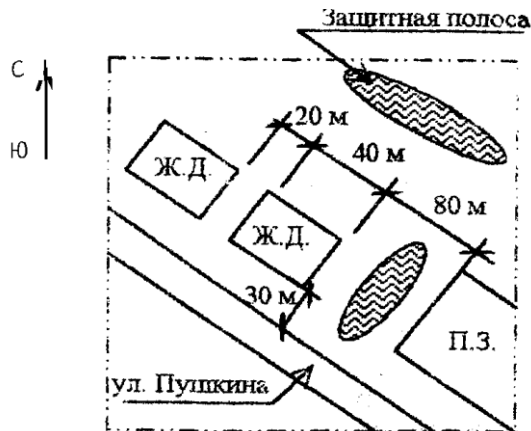 Защитная полоса
С
Ю
20 м
40 м
80 м
Ж.Д.
Ж.Д.
30 м
П.З.
ул. Пушкина